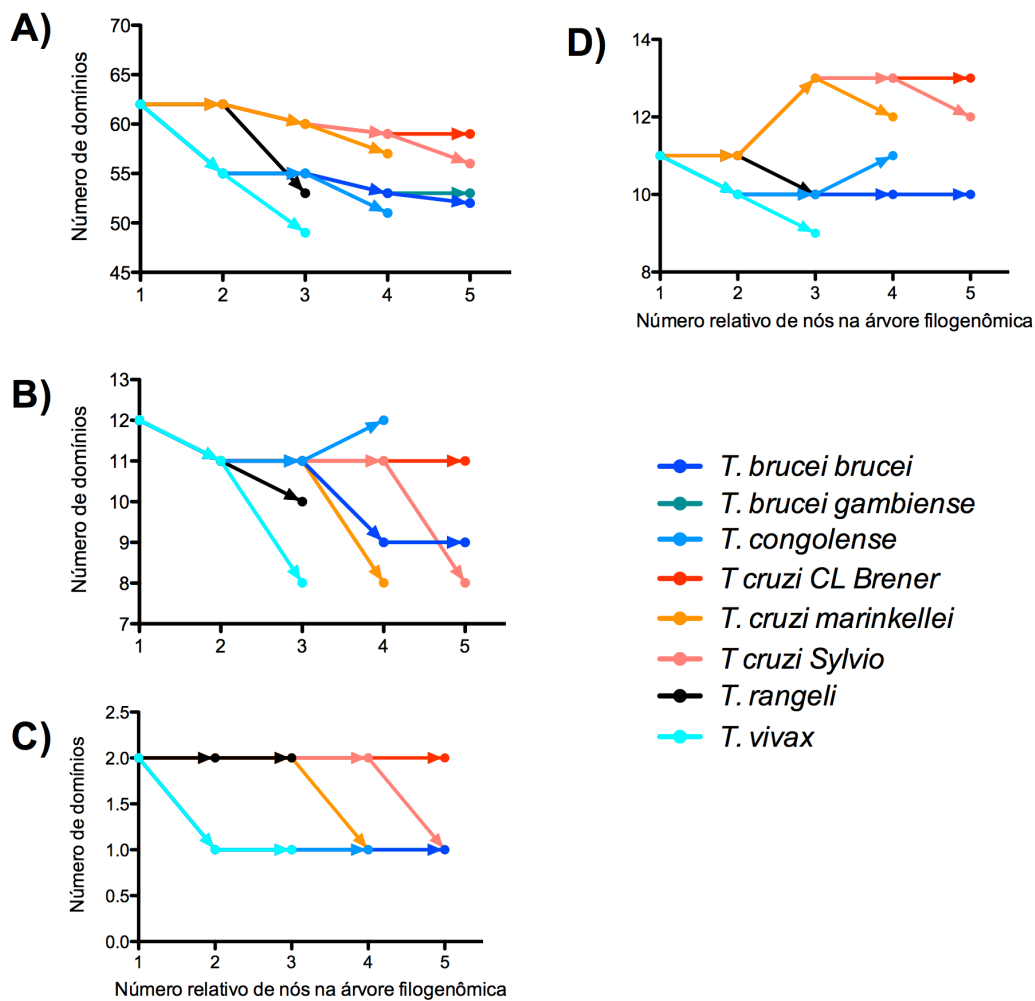 A)
Número de domínios
70
65
60
55
50
45
1 2 3 4 5
D)
14
12
10
8
1 2 3 4 5
Número relativo de nós na árvore filogenômica
B)
Número de domínios
13
12
11
10
9
8
7
1 2 3 4 5
C)
Número de domínios
2.5
2.0
1.5
1.0
0.5
0.0
1 2 3 4 5
Número relativo de nós na árvore filogenômica
T. brucei brucei
T. brucei gambiense
T. congolense
T cruzi CL Brener
T. cruzi marinkellei
T cruzi Sylvio
T. rangeli
T. vivax